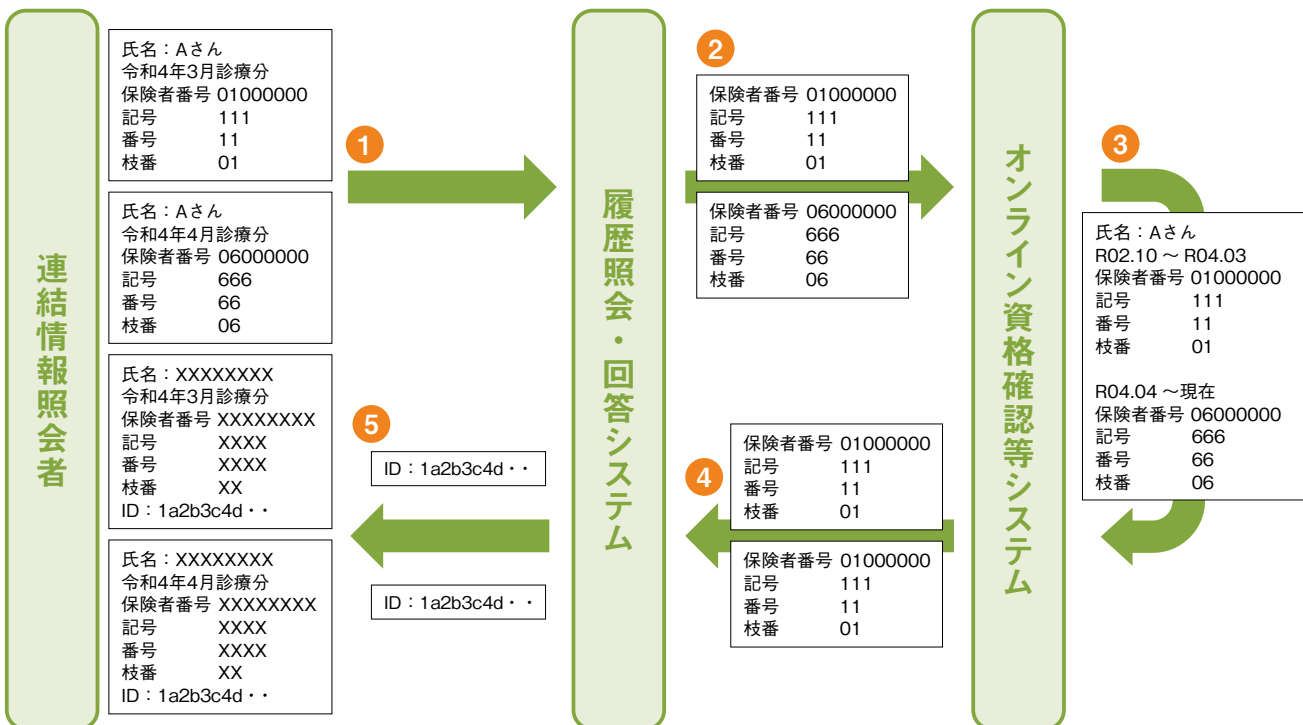 連結情報照会者
氏名：Aさん
令和4年3月診療分
保険者番号 01000000
記号 111
番号 11
枝番 01
氏名：Aさん
令和4年4月診療分
保険者番号 06000000
記号 666
番号 66
枝番 06
氏名：XXXXXXXX
令和4年3月診療分
保険者番号 XXXXXXXX
記号 XXXX
番号 XXXX
枝番 XX
ID：1a2b3c4d・・
氏名：XXXXXXXX
令和4年4月診療分
保険者番号 XXXXXXXX
記号 XXXX
番号 XXXX
枝番 XX
ID：1a2b3c4d・・
1
履歴照会・回答システム
2
保険者番号 01000000
記号 111
番号 11
枝番 01
保険者番号 06000000
記号 666
番号 66
枝番 06
オンライン資格確認等システム
3
氏名：Aさん
R02.10 ～ R04.03
保険者番号 01000000
記号 111
番号 11
枝番 01
R04.04 ～現在
保険者番号 06000000
記号 666
番号 66
枝番 06
4
保険者番号 01000000
記号 111
番号 11
枝番 01
保険者番号 01000000
記号 111
番号 11
枝番 01
5
ID：1a2b3c4d・・
ID：1a2b3c4d・・